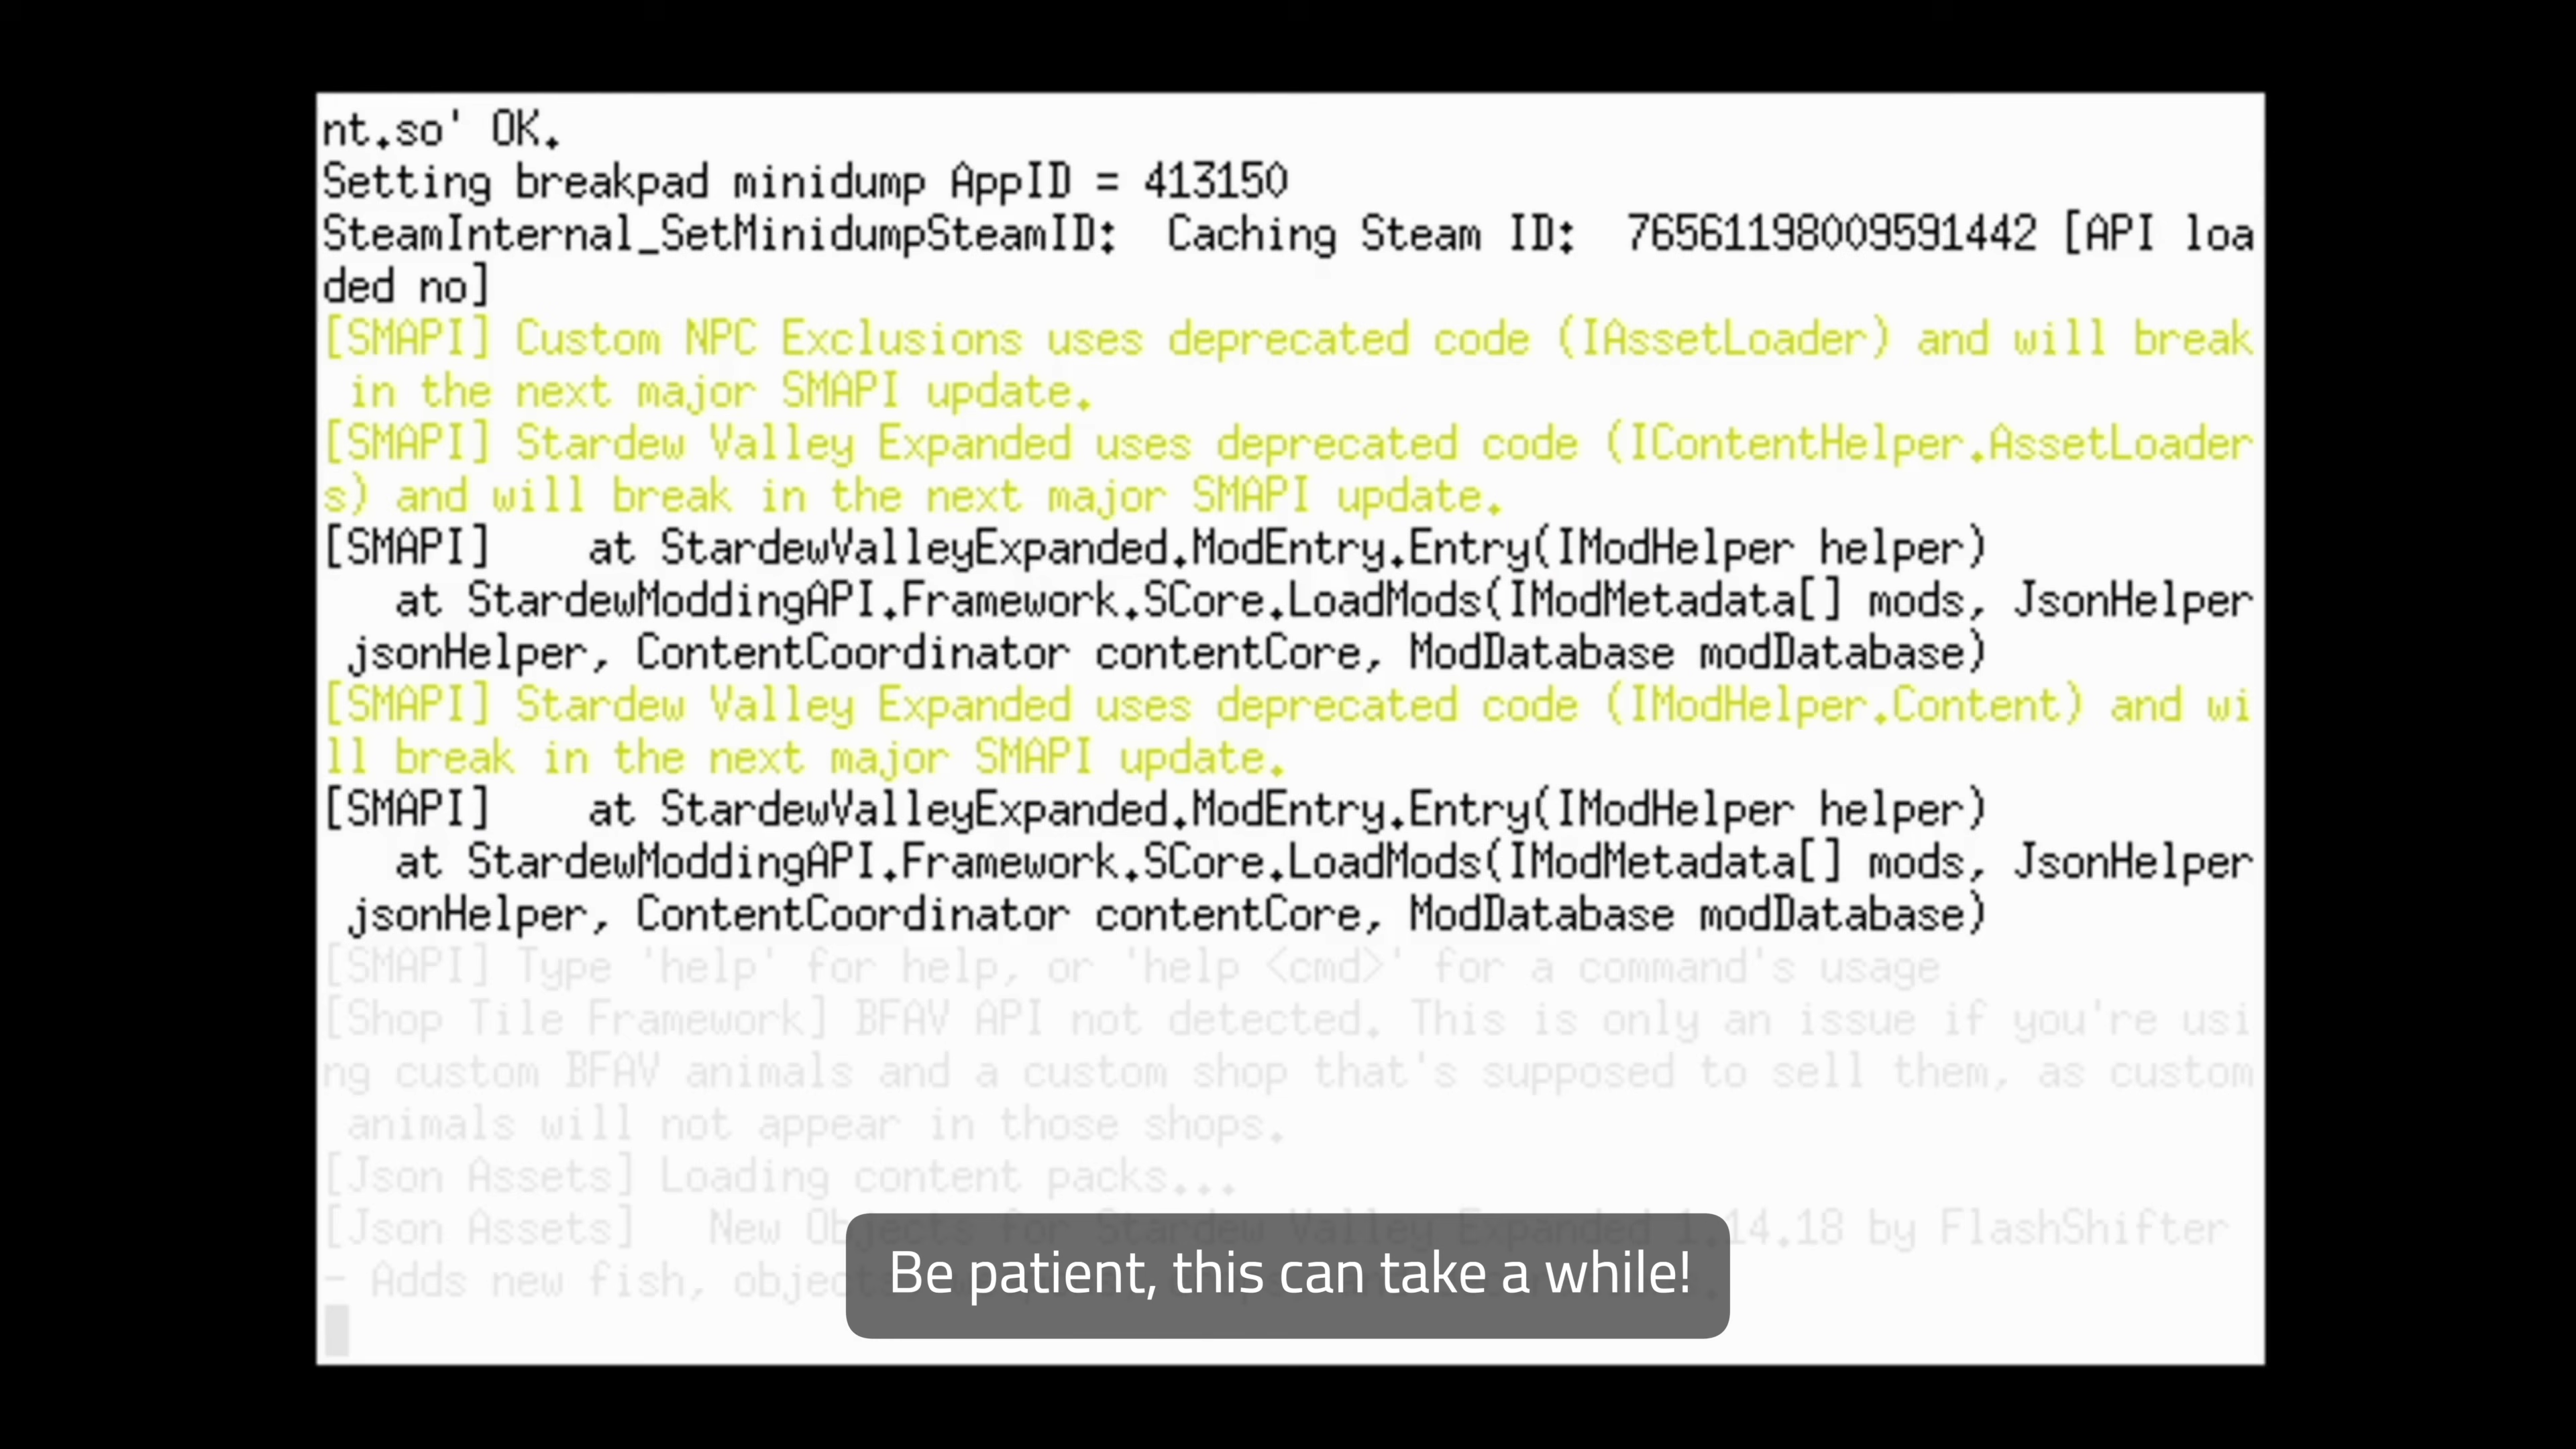 nt.so' OK.
Setting breakpad minidump AppID = 413150
SteamInternal_SetMinidumpSteamID:  Caching Steam ID:  76561198009591442 [API loa
ded no]
[SMAPI] Custom NPC Exclusions uses deprecated code (IAssetLoader) and will break
 in the next major SMAPI update.
[SMAPI] Stardew Valley Expanded uses deprecated code (IContentHelper.AssetLoader
s) and will break in the next major SMAPI update.
[SMAPI]    at StardewValleyExpanded.ModEntry.Entry(IModHelper helper)
   at StardewModdingAPI.Framework.SCore.LoadMods(IModMetadata[] mods, JsonHelper
 jsonHelper, ContentCoordinator contentCore, ModDatabase modDatabase)
[SMAPI] Stardew Valley Expanded uses deprecated code (IModHelper.Content) and wi
ll break in the next major SMAPI update.
[SMAPI]    at StardewValleyExpanded.ModEntry.Entry(IModHelper helper)
   at StardewModdingAPI.Framework.SCore.LoadMods(IModMetadata[] mods, JsonHelper
 jsonHelper, ContentCoordinator contentCore, ModDatabase modDatabase)
[SMAPI] Type 'help' for help, or 'help <cmd>' for a command's usage
[Shop Tile Framework] BFAV API not detected. This is only an issue if you're usi
ng custom BFAV animals and a custom shop that's supposed to sell them, as custom
 animals will not appear in those shops.
[Json Assets] Loading content packs...
[Json Assets]   New Objects for Stardew Valley Expanded 1.14.18 by FlashShifter
- Adds new fish,
Be patient, this can take a while!